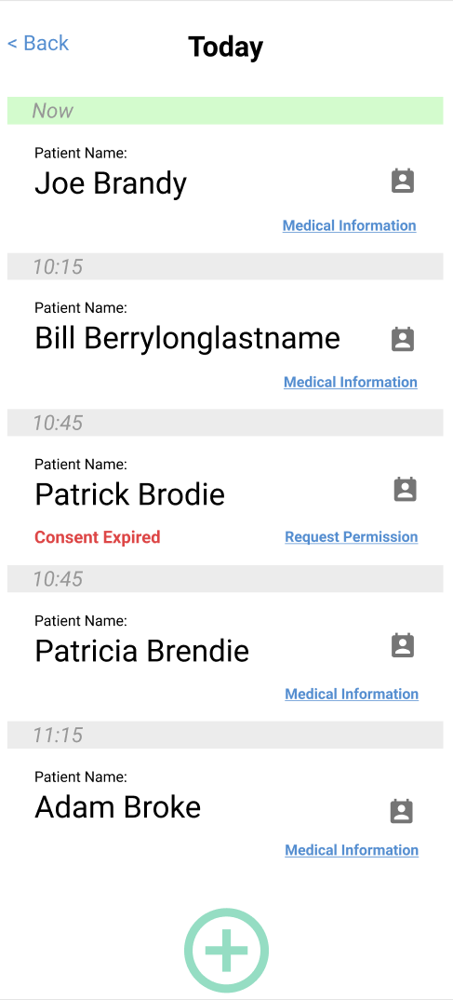 < Back
Today
Now
Patient Name:
Joe Brandy
Medical Information
10:15
Patient Name:
Bill Berrylonglastname
Medical Information
10:45
Patient Name:
Patrick Brodie
Consent Expired Request Permission
10:45
Patient Name:
Patricia Brendie
Medical Information
11:15
Patient Name:
Adam Broke
Medical Information